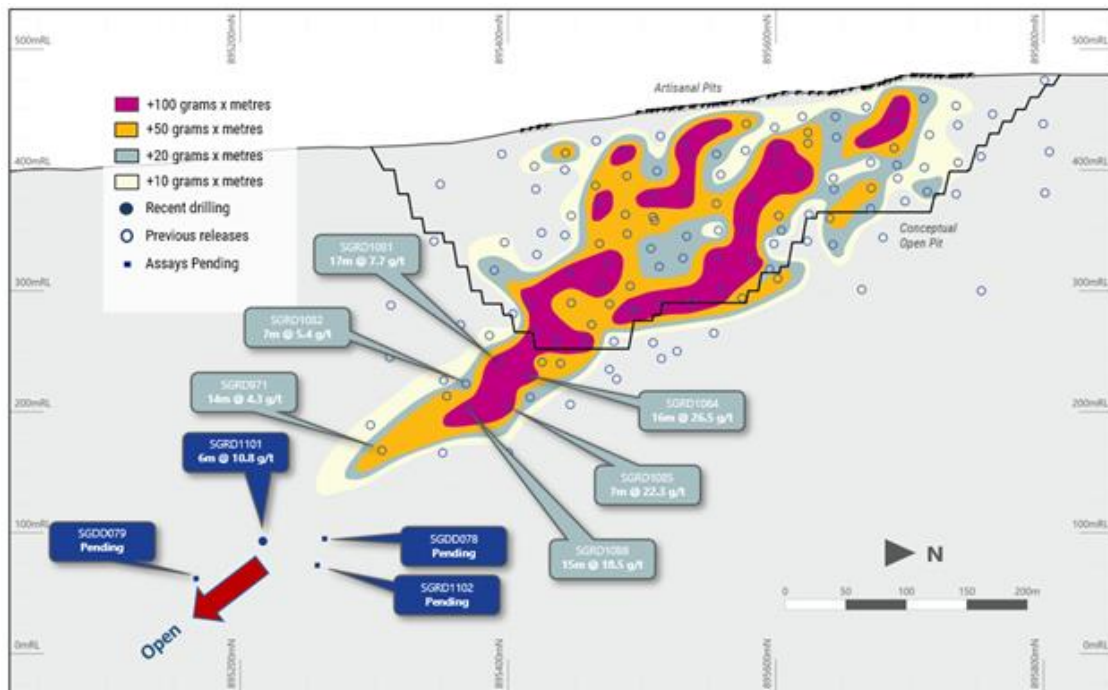 895200mN
895400mN
895600mN
895800mN
500mRL
500mRL
Artisanal Pits
+100 grams x metres
+50 grams x metres
+20 grams x metres
+10 grams x metres
Recent drilling
Previous releases
Assays Pending
400mRL
400mRL
Conceptual
Open Pit
SGRD1081
17m @ 7.7 g/t
300mRL
300mRL
SGRD1082
7m @ 5.4 g/t
SGRD971
14m @ 4.3 g/t
SGRD1064
16m @ 26.5 g/t
200mRL
200mRL
SGRD1101
6m @ 10.8 g/t
SGRD1085
7m @ 22.3 g/t
100mRL
100mRL
SGDD079
Pending
SGDD078
Pending
SGRD1088
15m @ 18.5 g/t
SGRD1102
Pending
N
0 50 100 150 200m
Open
0mRL
0mRL
895200mN
895400mN
895600mN
895800mN